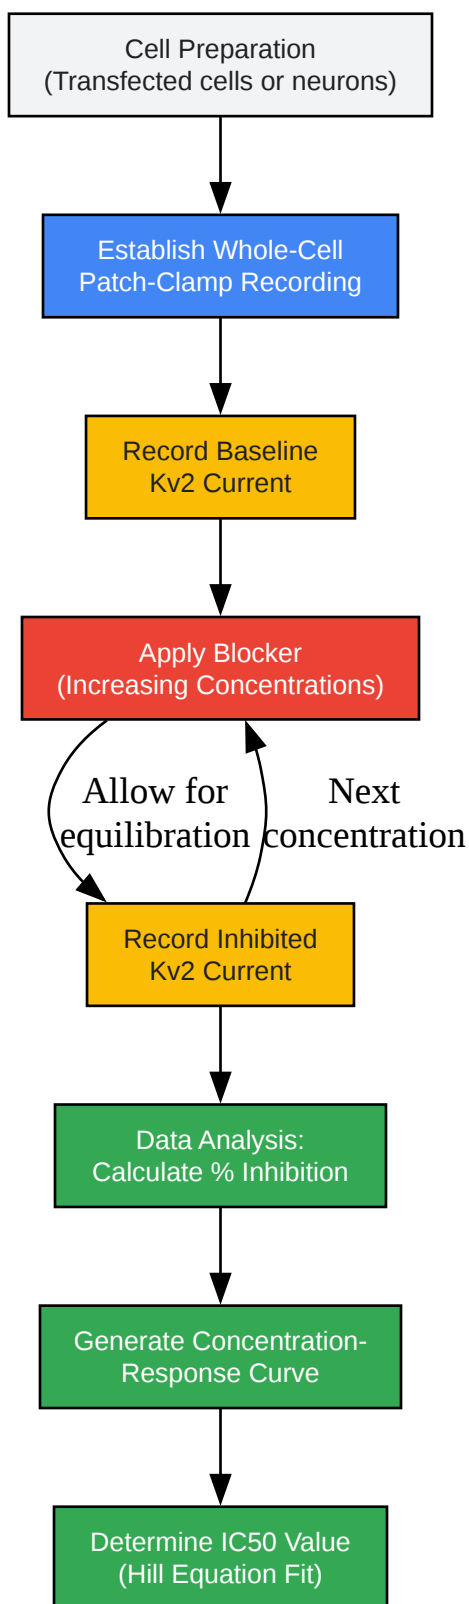 Cell Preparation
(Transfected cells or neurons)
Establish Whole-Cell
Patch-Clamp Recording
Record Baseline
Kv2 Current
Apply Blocker
(Increasing Concentrations)
Allow for
equilibration
Next
concentration
Record Inhibited
Kv2 Current
Data Analysis:
Calculate % Inhibition
Generate Concentration-
Response Curve
Determine IC50 Value
(Hill Equation Fit)